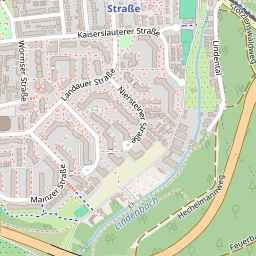 Straße
Kaiserslauterer Straße
Wormser Straße
Landauer Straße
Niersteiner Straße
Lindental
Mainzer Straße
Lindenbach
Hechelmannweg